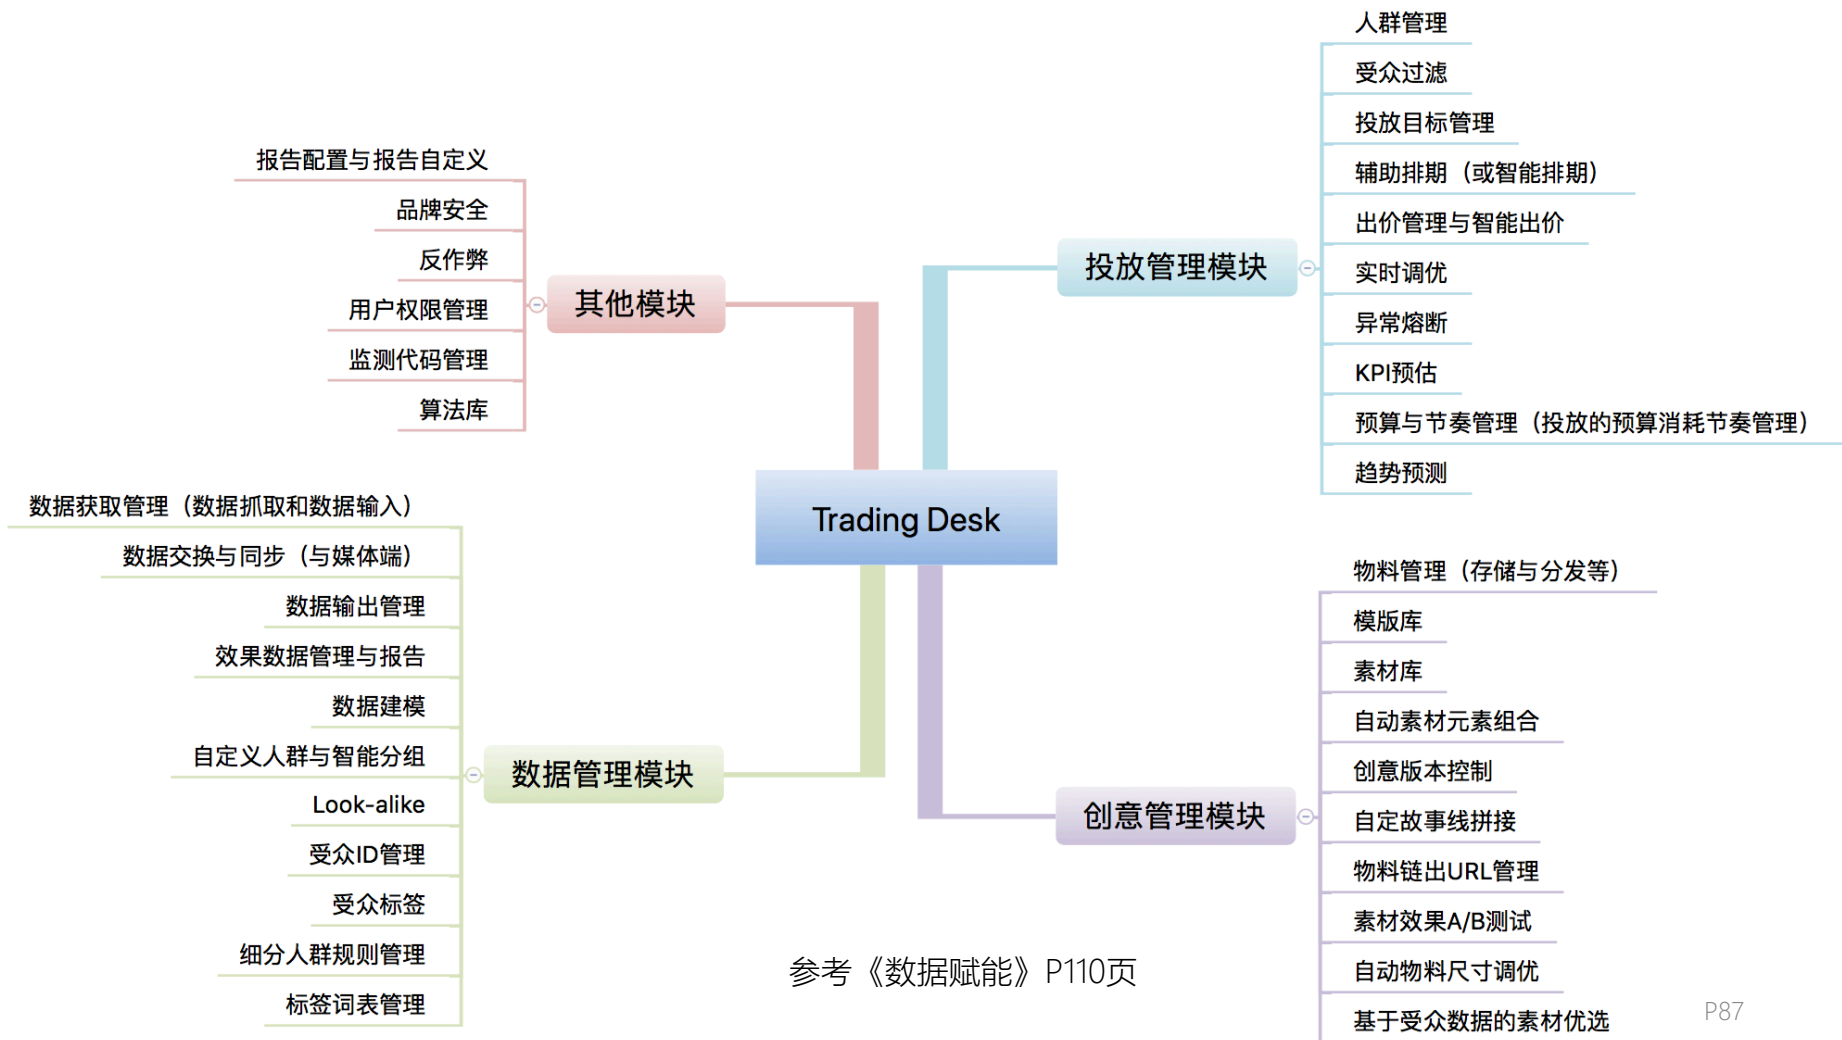 Trading Desk
其他模块
报告配置与报告自定义
品牌安全
反作弊
用户权限管理
监测代码管理
算法库
投放管理模块
人群管理
受众过滤
投放目标管理
辅助排期（或智能排期）
出价管理与智能出价
实时调优
异常熔断
KPI预估
预算与节奏管理（投放的预算消耗节奏管理）
趋势预测
数据管理模块
数据获取管理（数据抓取和数据输入）
数据交换与同步（与媒体端）
数据输出管理
效果数据管理与报告
数据建模
自定义人群与智能分组
Look-alike
受众ID管理
受众标签
细分人群规则管理
标签词表管理
创意管理模块
物料管理（存储与分发等）
模版库
素材库
自动素材元素组合
创意版本控制
自定故事线拼接
物料链出URL管理
素材效果A/B测试
自动物料尺寸调优
基于受众数据的素材优选
参考《数据赋能》P110页
P87